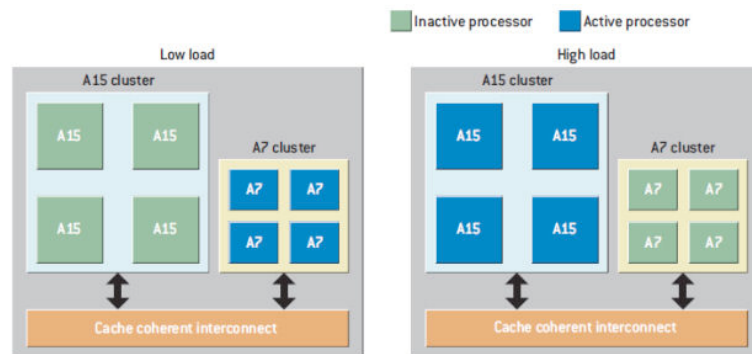 Inactive processor Active processor
Low load
High load
A15 cluster
A15 A15
A7 cluster
A7 A7
A15 A15
A7 A7
Cache coherent interconnect
A15 cluster
A15 A15
A7 cluster
A7 A7
A15 A15
A7 A7
Cache coherent interconnect